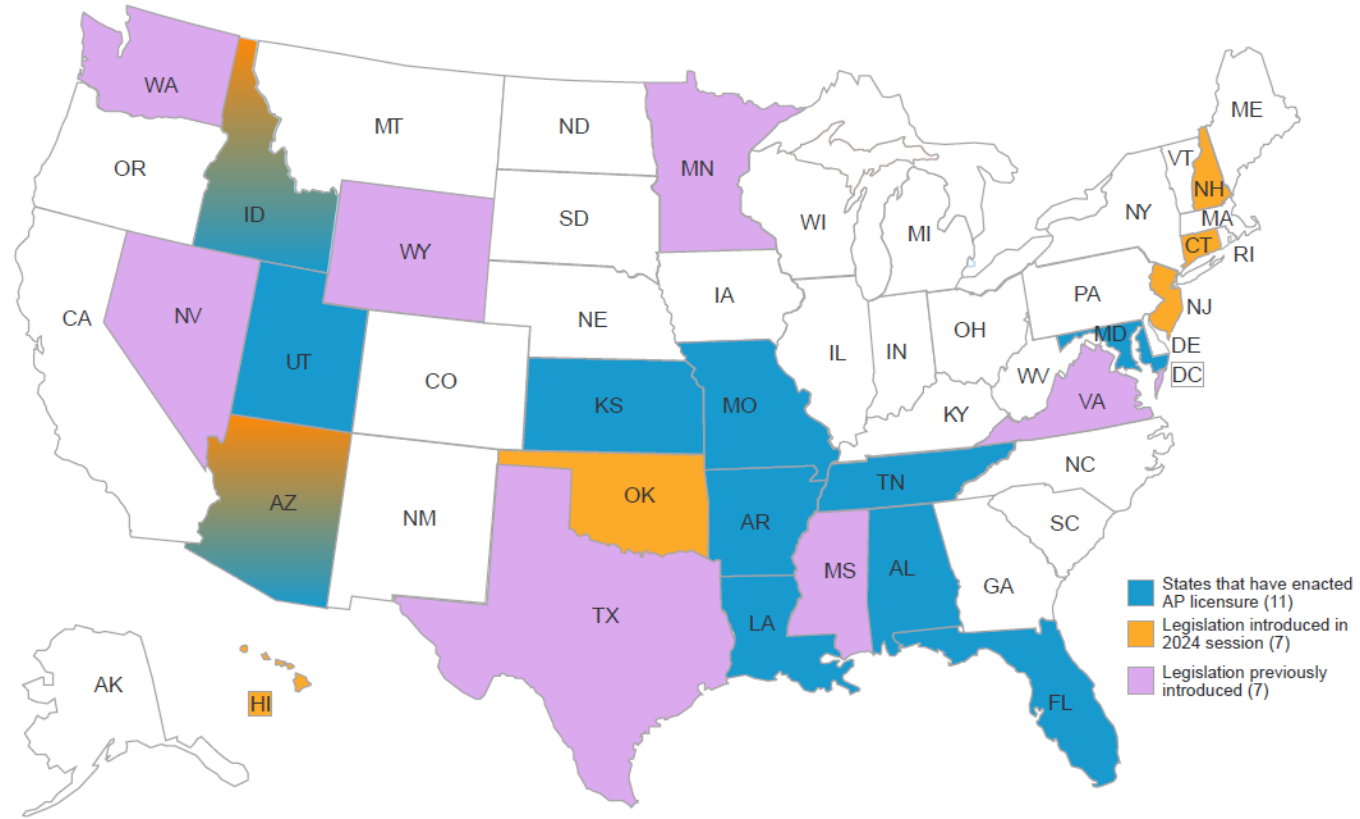 WA
MT
ND
MN
ME
OR
ID
SD
WI
MI
VT
NH
NY
MA
CT
RI
WY
IA
PA
NJ
NV
NE
OH
MD
DE
CA
UT
CO
IL
IN
WV
DC
KS
MO
KY
VA
AZ
NM
OK
TN
NC
AR
SC
MS
AL
GA
TX
LA
FL
AK
HI
States that have enacted
AP licensure (11)
Legislation introduced in
2024 session (7)
Legislation previously
introduced (7)